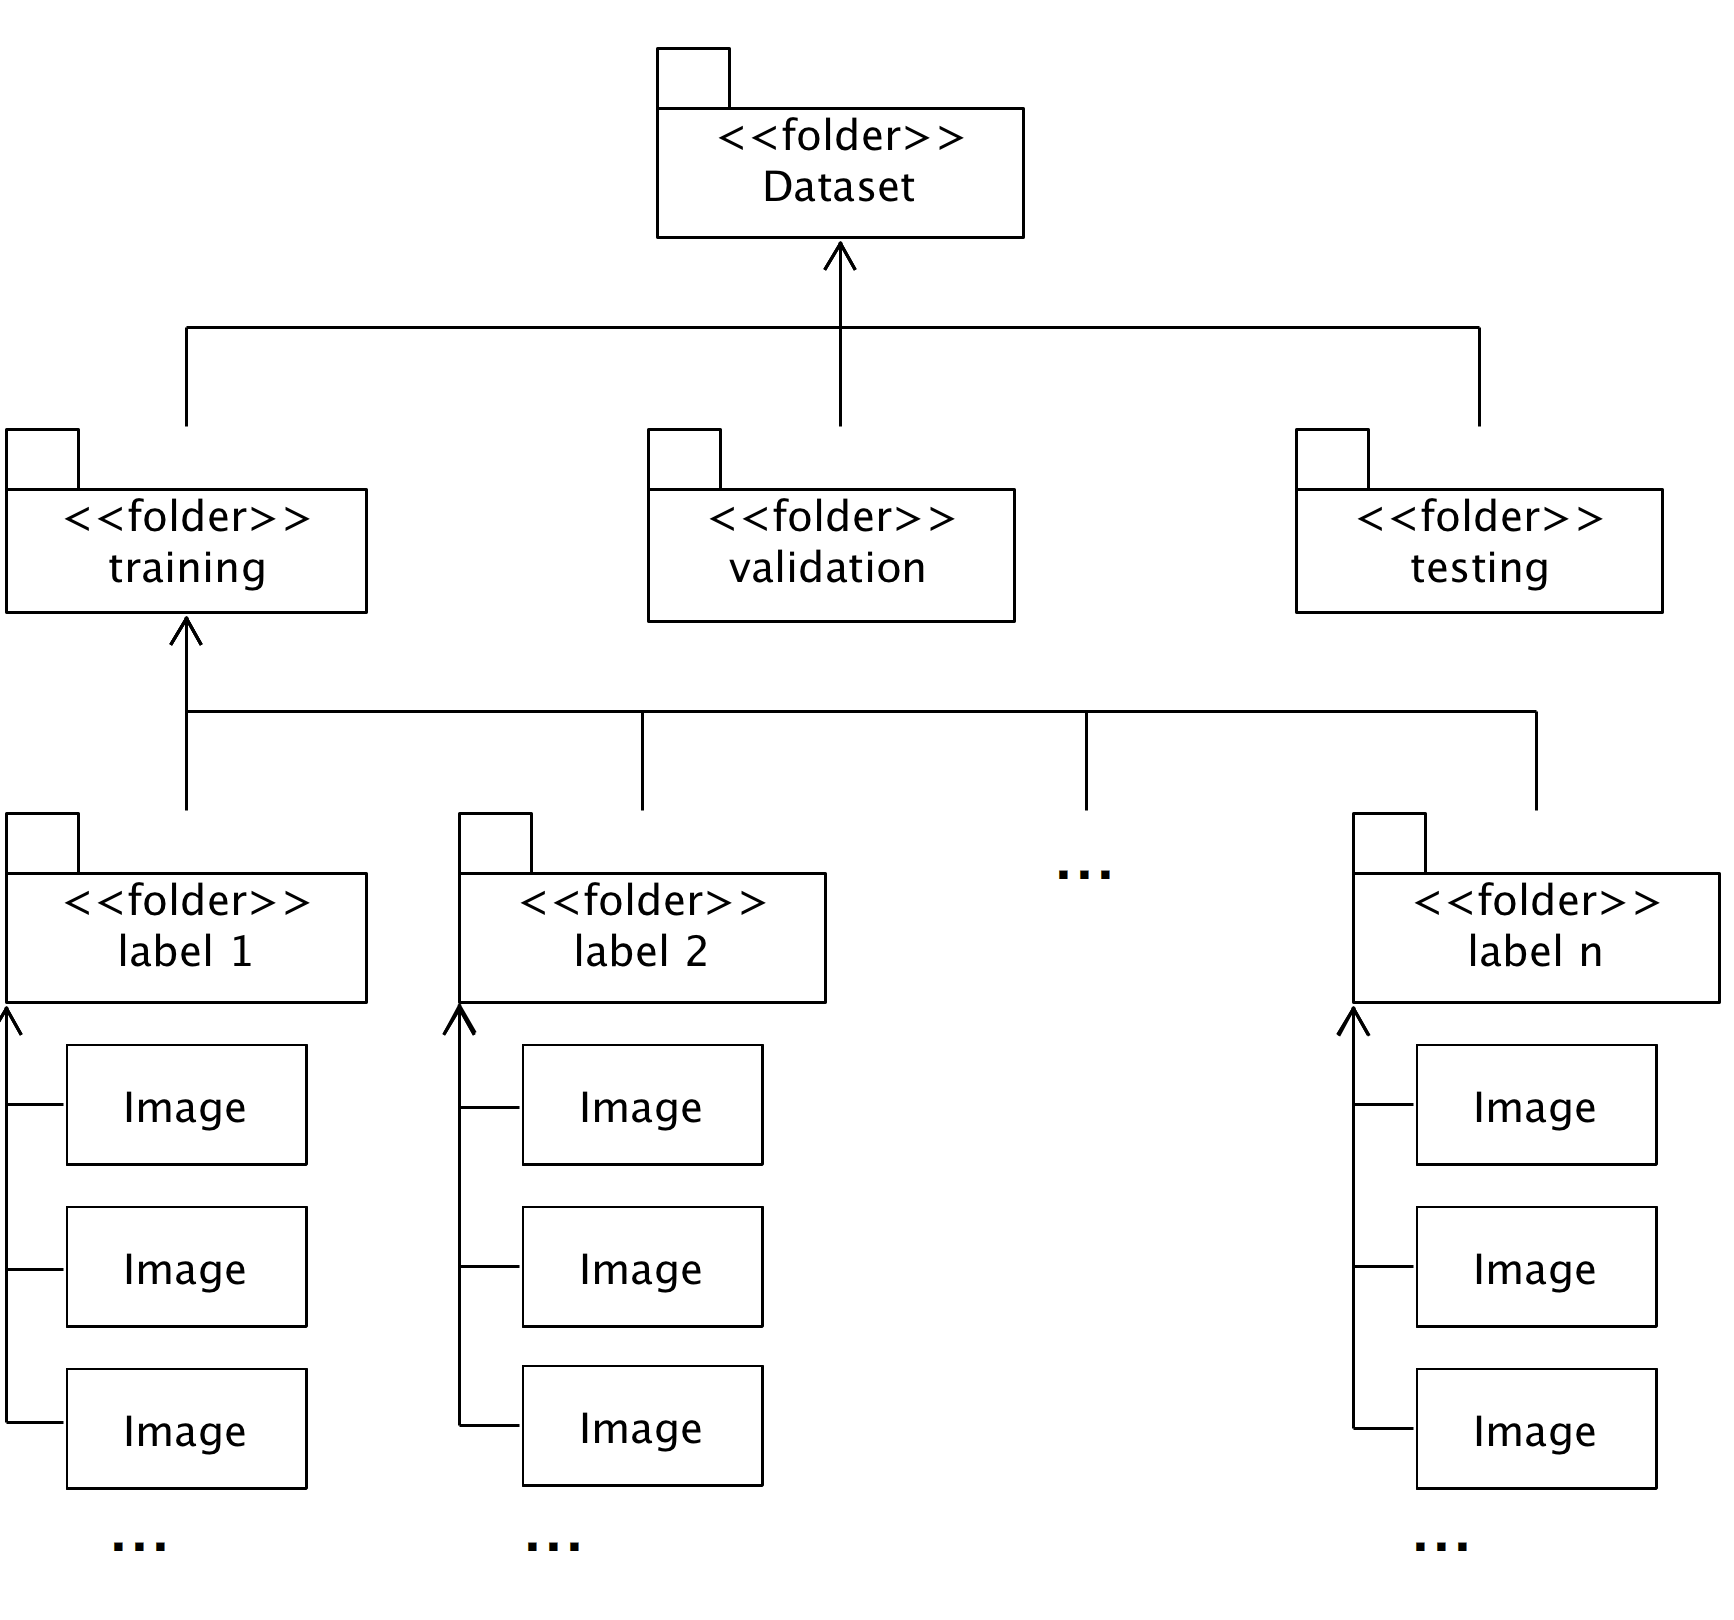 <<folder>>
Dataset
<<folder>>
training
<<folder>>
validation
<<folder>>
testing
<<folder>>
label 1
<<folder>>
label 2
...
<<folder>>
label n
Image
Image
Image
Image
Image
Image
Image
Image
Image
...
...
...